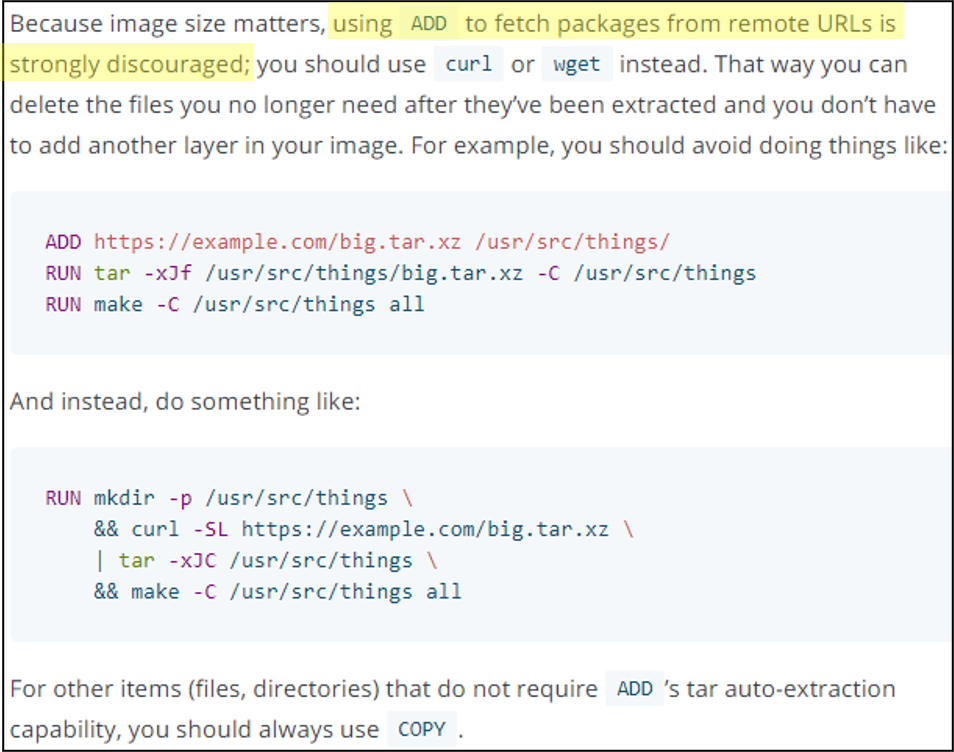 Because image size matters, using ADD to fetch packages from remote URLs is
strongly discouraged; you should use curl or wget instead. That way you can
delete the files you no longer need after they’ve been extracted and you don’t have
to add another layer in your image. For example, you should avoid doing things like:
ADD https://example.com/big.tar.xz /usr/src/things/
RUN tar -xJf /usr/src/things/big.tar.xz -C /usr/src/things
RUN make -C /usr/src/things all
And instead, do something like:
RUN mkdir -p /usr/src/things \
&& curl -SL https://example.com/big.tar.xz \
| tar -xJC /usr/src/things \
&& make -C /usr/src/things all
For other items (files, directories) that do not require ADD ’s tar auto-extraction
capability, you should always use COPY .